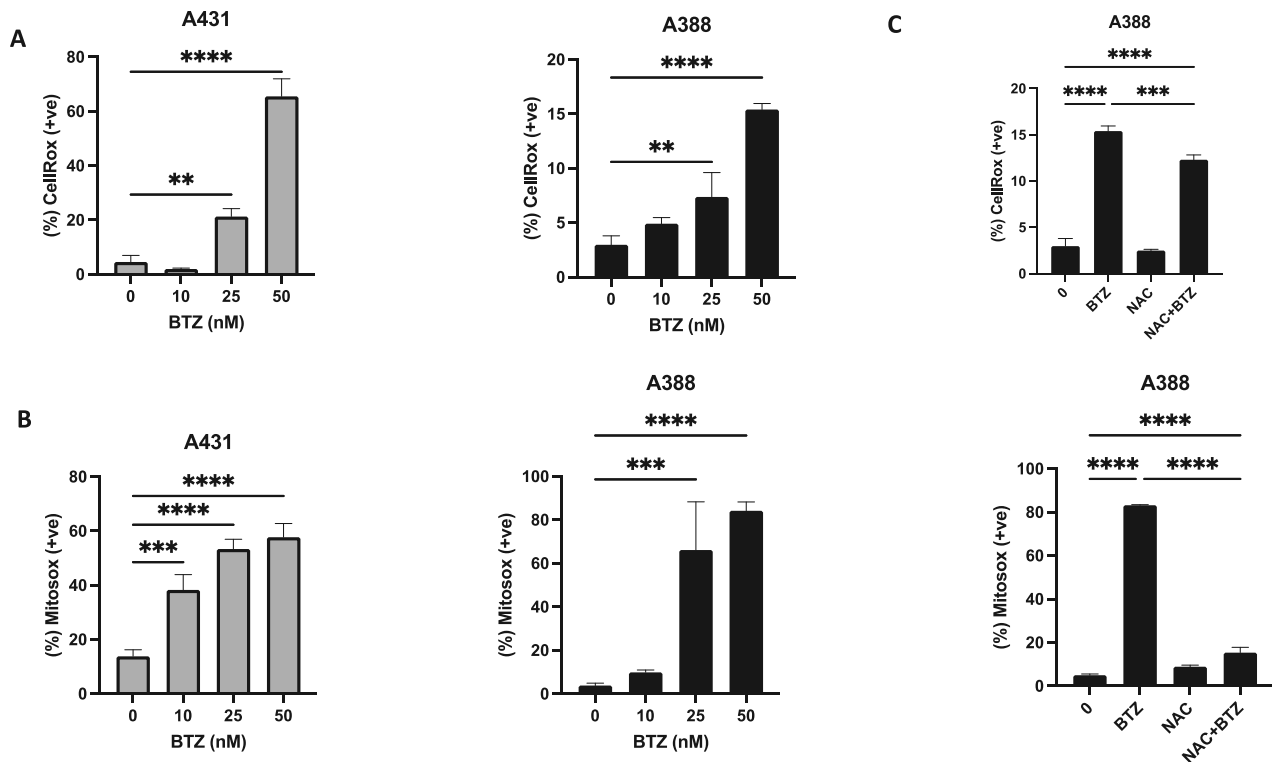 A
A431
(%) CellRox (+ve)
80
60
40
20
0
****
**
0 10 25 50
BTZ (nM)
A388
(%) CellRox (+ve)
20
15
10
5
0
****
**
0 10 25 50
BTZ (nM)
C
A388
(%) CellRox (+ve)
20
15
10
5
0
****
**** ***
0 BTZ NAC NAC+BTZ
B
A431
(%) Mitosox (+ve)
80
60
40
20
0
****
****
***
0 10 25 50
BTZ (nM)
A388
(%) Mitosox (+ve)
100
80
60
40
20
0
****
***
0 10 25 50
BTZ (nM)
A388
(%) Mitosox (+ve)
100
80
60
40
20
0
****
**** ****
0 BTZ NAC NAC+BTZ